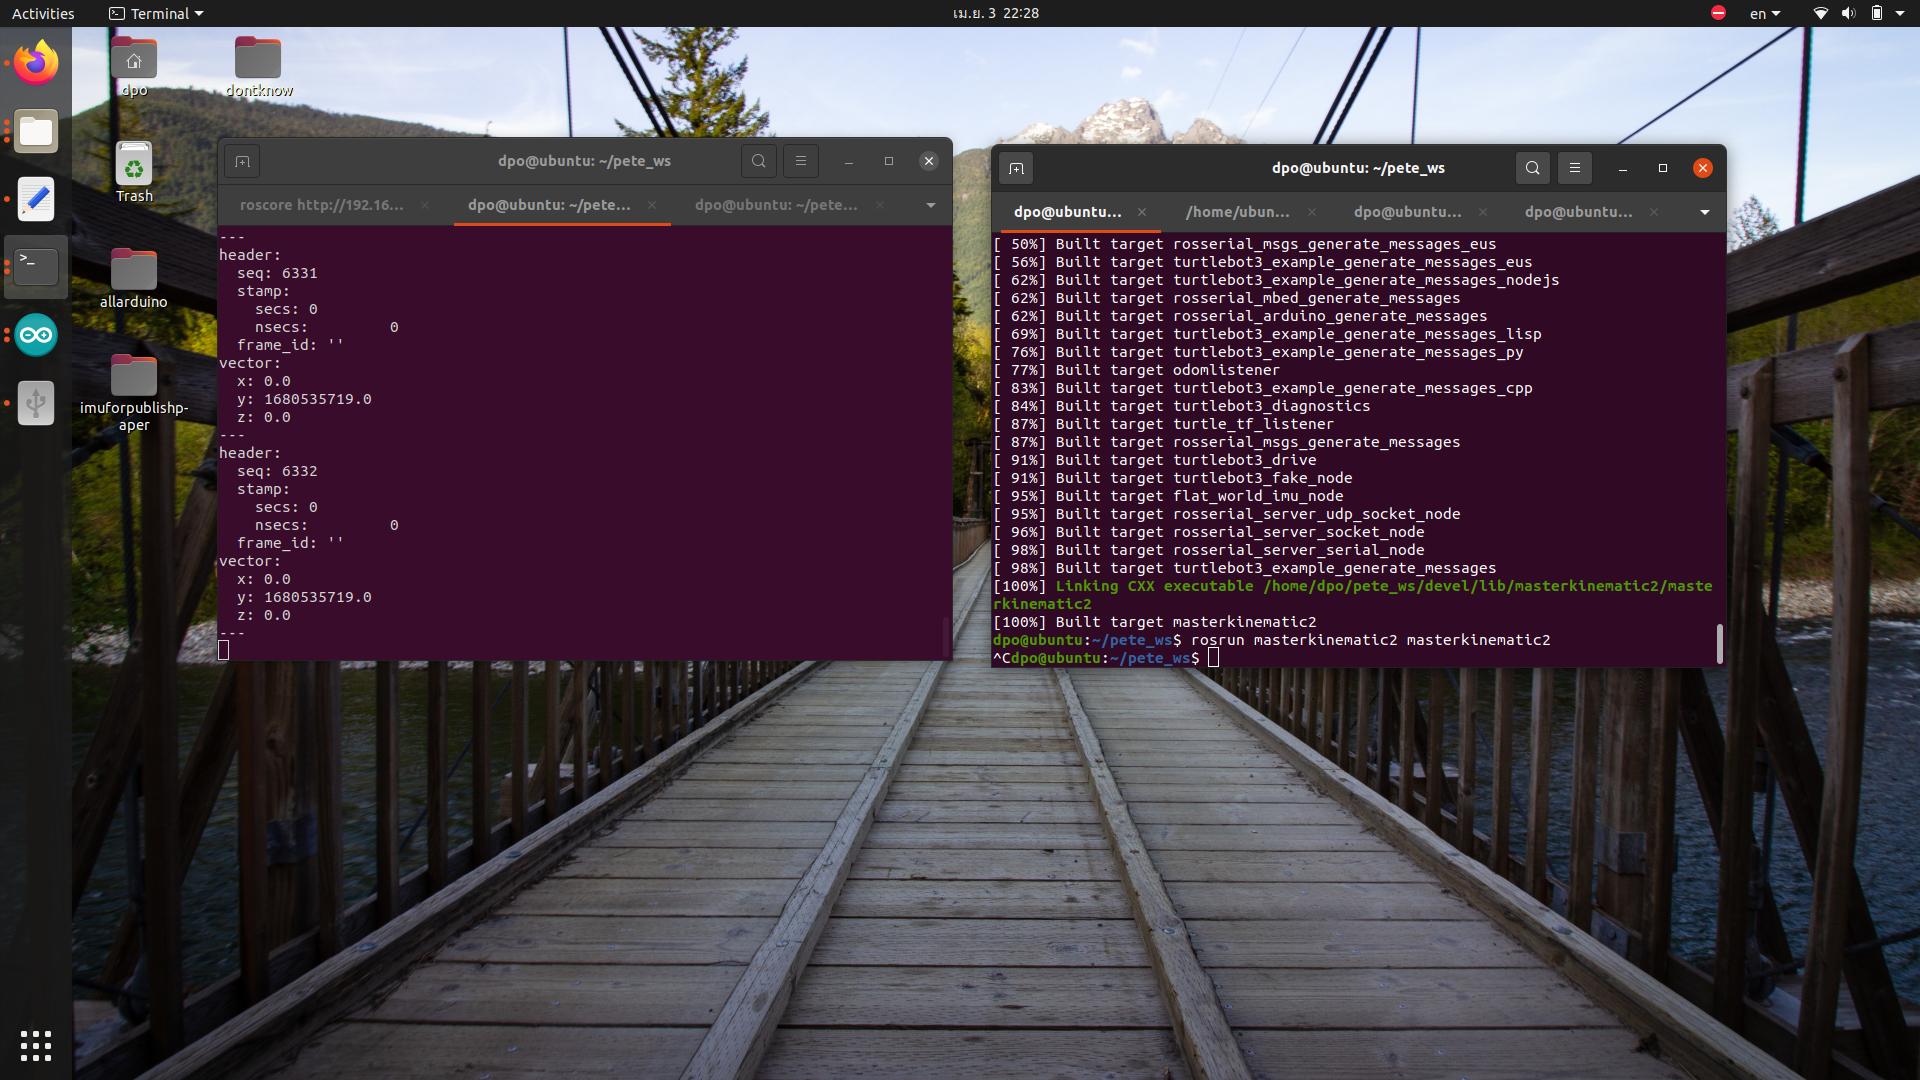 Activities
Terminal
เม.ย. 3 22:28
en
dpo
dontknow
Trash
allarduino
imuforpublishp-
aper
dpo@ubuntu: ~/pete_ws
roscore http://192.16...
dpo@ubuntu: ~/pete...
dpo@ubuntu: ~/pete...
---
header:
  seq: 6331
  stamp:
    secs: 0
    nsecs:         0
  frame_id: ''
vector:
  x: 0.0
  y: 1680535719.0
  z: 0.0
---
header:
  seq: 6332
  stamp:
    secs: 0
    nsecs:         0
  frame_id: ''
vector:
  x: 0.0
  y: 1680535719.0
  z: 0.0
---
dpo@ubuntu: ~/pete_ws
dpo@ubuntu...
/home/ubun...
dpo@ubuntu...
dpo@ubuntu...
[ 50%] Built target rosserial_msgs_generate_messages_eus
[ 56%] Built target turtlebot3_example_generate_messages_eus
[ 62%] Built target turtlebot3_example_generate_messages_nodejs
[ 62%] Built target rosserial_mbed_generate_messages
[ 62%] Built target rosserial_arduino_generate_messages
[ 69%] Built target turtlebot3_example_generate_messages_lisp
[ 76%] Built target turtlebot3_example_generate_messages_py
[ 77%] Built target odomlistener
[ 83%] Built target turtlebot3_example_generate_messages_cpp
[ 84%] Built target turtlebot3_diagnostics
[ 87%] Built target turtle_tf_listener
[ 87%] Built target rosserial_msgs_generate_messages
[ 91%] Built target turtlebot3_drive
[ 91%] Built target turtlebot3_fake_node
[ 95%] Built target flat_world_imu_node
[ 95%] Built target rosserial_server_udp_socket_node
[ 96%] Built target rosserial_server_socket_node
[ 98%] Built target rosserial_server_serial_node
[ 98%] Built target turtlebot3_example_generate_messages
[100%] Linking CXX executable /home/dpo/pete_ws/devel/lib/masterkinematic2/maste
rkinematic2
[100%] Built target masterkinematic2
dpo@ubuntu:~/pete_ws$ rosrun masterkinematic2 masterkinematic2
^Cdpo@ubuntu:~/pete_ws$